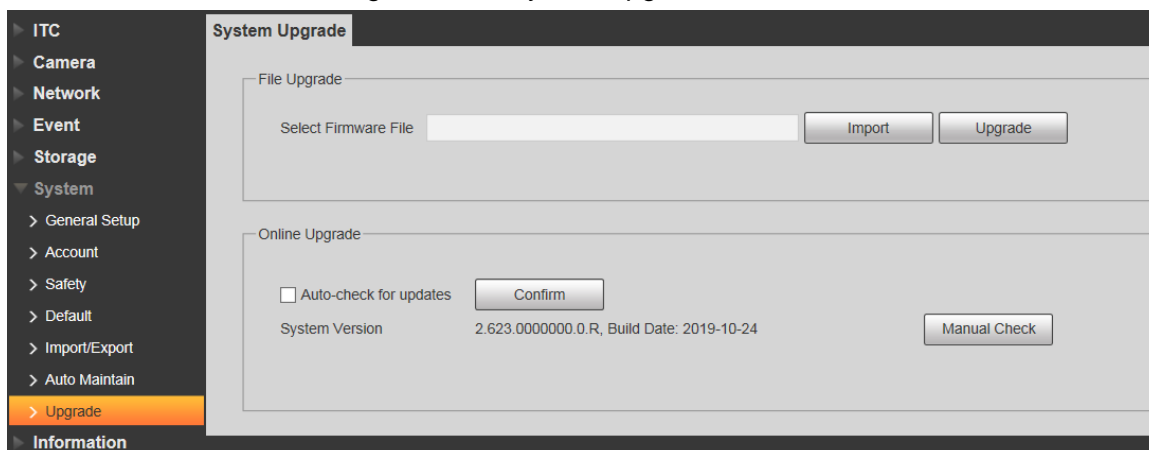 ITC
Camera
Network
Event
Storage
System
General Setup
Account
Safety
Default
Import/Export
Auto Maintain
Upgrade
Information
System Upgrade
File Upgrade
Select Firmware File Import Upgrade
Online Upgrade
Auto-check for updates Confirm
System Version 2.623.0000000.0.R, Build Date: 2019-10-24 Manual Check